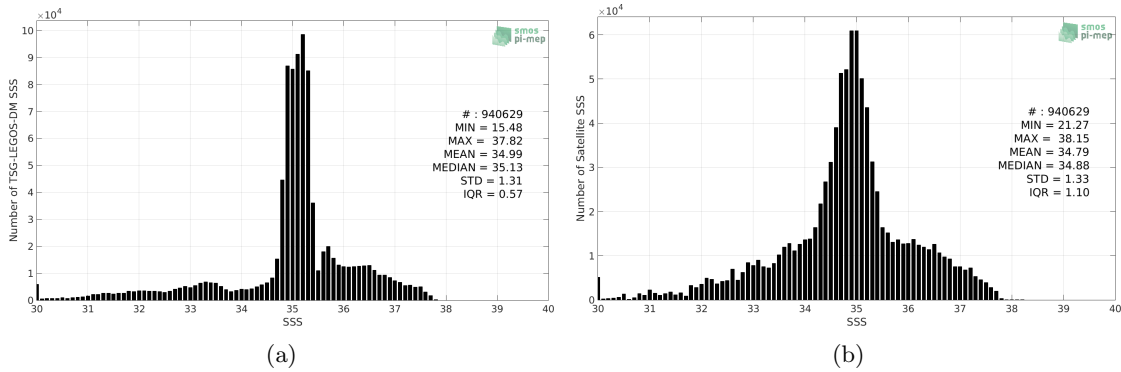 ×10⁴
smos
pi-mep
Number of TSG-LEGOS-DM SSS
10
9
8
7
6
5
4
3
2
1
0
# : 940629
MIN = 15.48
MAX = 37.82
MEAN = 34.99
MEDIAN = 35.13
STD = 1.31
IQR = 0.57
30 31 32 33 34 35 36 37 38 39 40
SSS
(a)
×10⁴
smos
pi-mep
Number of Satellite SSS
6
5
4
3
2
1
0
# : 940629
MIN = 21.27
MAX = 38.15
MEAN = 34.79
MEDIAN = 34.88
STD = 1.33
IQR = 1.10
30 31 32 33 34 35 36 37 38 39 40
SSS
(b)